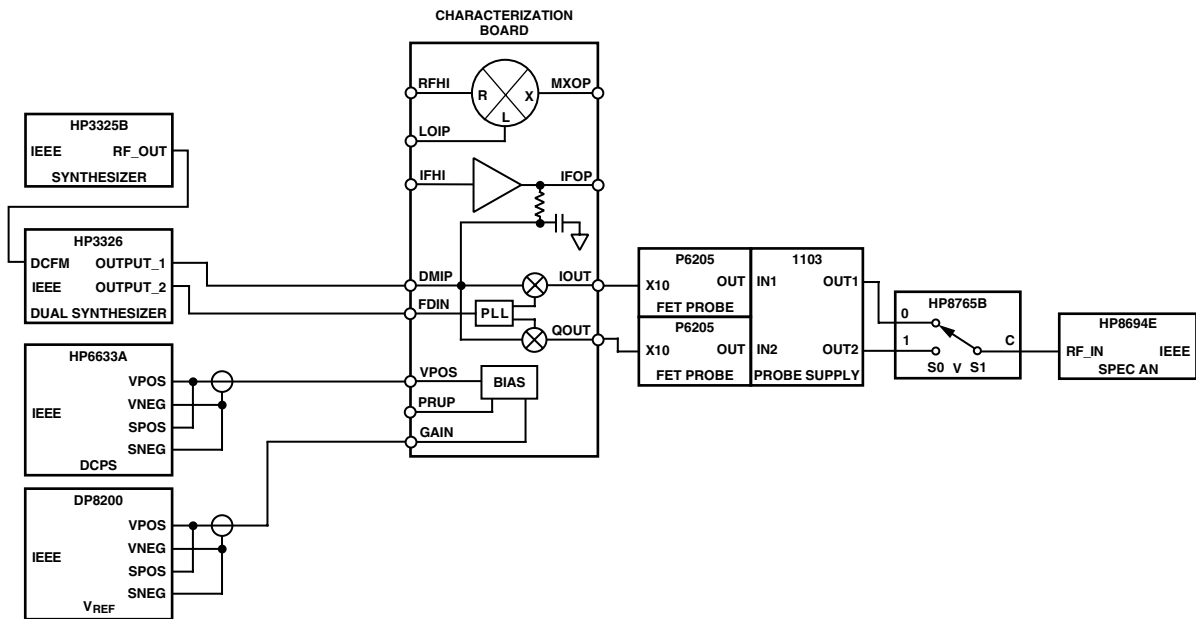 CHARACTERIZATION
BOARD
RFHI
R
X
L
MXOP
LOIP
IFHI
IFOP
DMIP
IOUT
FDIN
PLL
QOUT
VPOS
BIAS
PRUP
GAIN
HP3325B
IEEE RF_OUT
SYNTHESIZER
HP3326
DCFM OUTPUT_1
IEEE OUTPUT_2
DUAL SYNTHESIZER
HP6633A
VPOS
VNEG
IEEE
SPOS
SNEG
DCPS
DP8200
VPOS
VNEG
IEEE
SPOS
SNEG
VREF
P6205
X10 OUT
FET PROBE
P6205
X10 OUT
FET PROBE
1103
IN1 OUT1
IN2 OUT2
PROBE SUPPLY
HP8765B
0
1
C
S0 V S1
HP8694E
RF_IN IEEE
SPEC AN